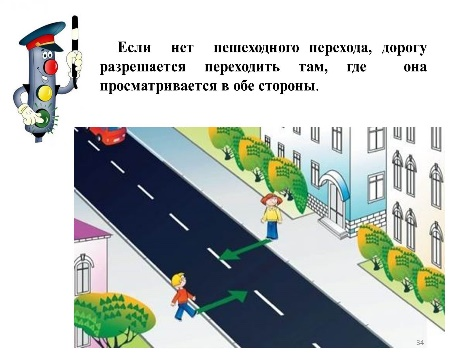 Если нет пешеходного перехода, дорогу
разрешается переходить там, где она
просматривается в обе стороны.
34